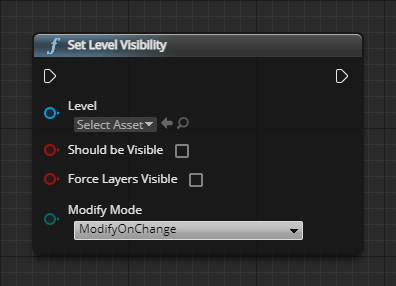 Set Level Visibility
Level
Select Asset
Should be Visible
Force Layers Visible
Modify Mode
ModifyOnChange